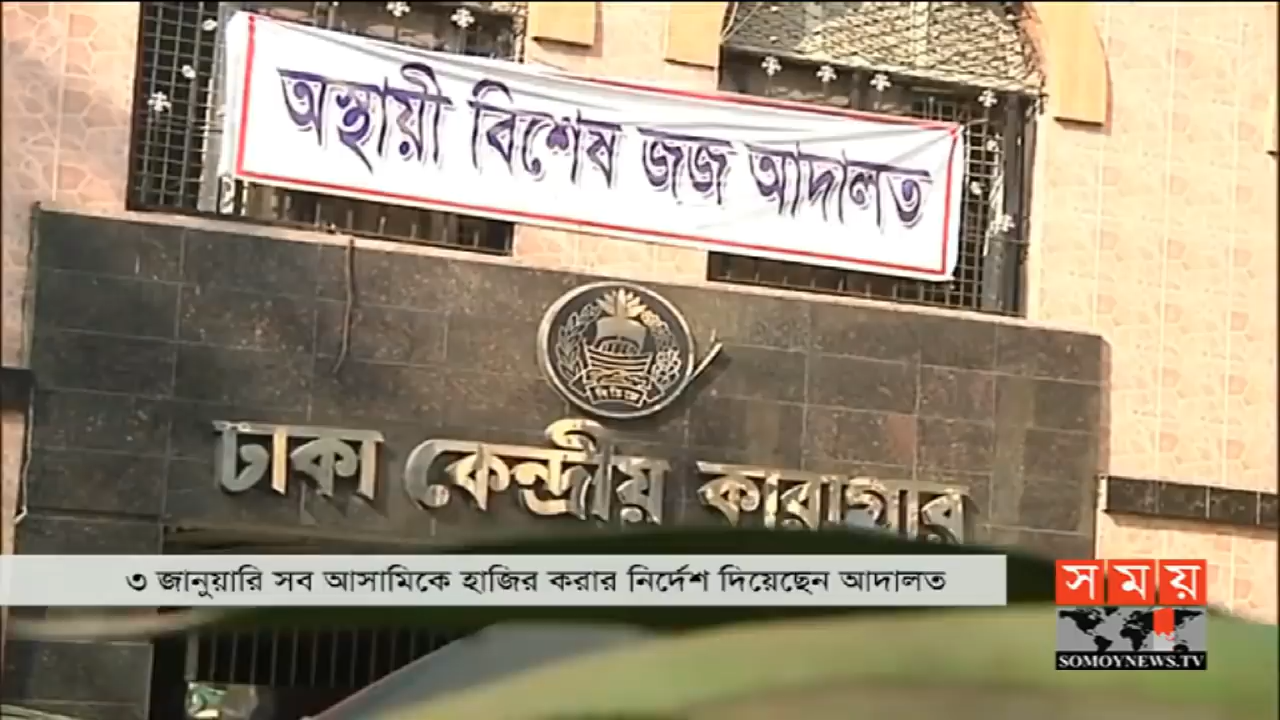 অস্থায়ী বিশেষ জজ আদালত
ঢাকা কেন্দ্রীয় কারাগার
৩ জানুয়ারি সব আসামিকে হাজির করার নির্দেশ দিয়েছেন আদালত
সময়
SOMOYNEWS.TV